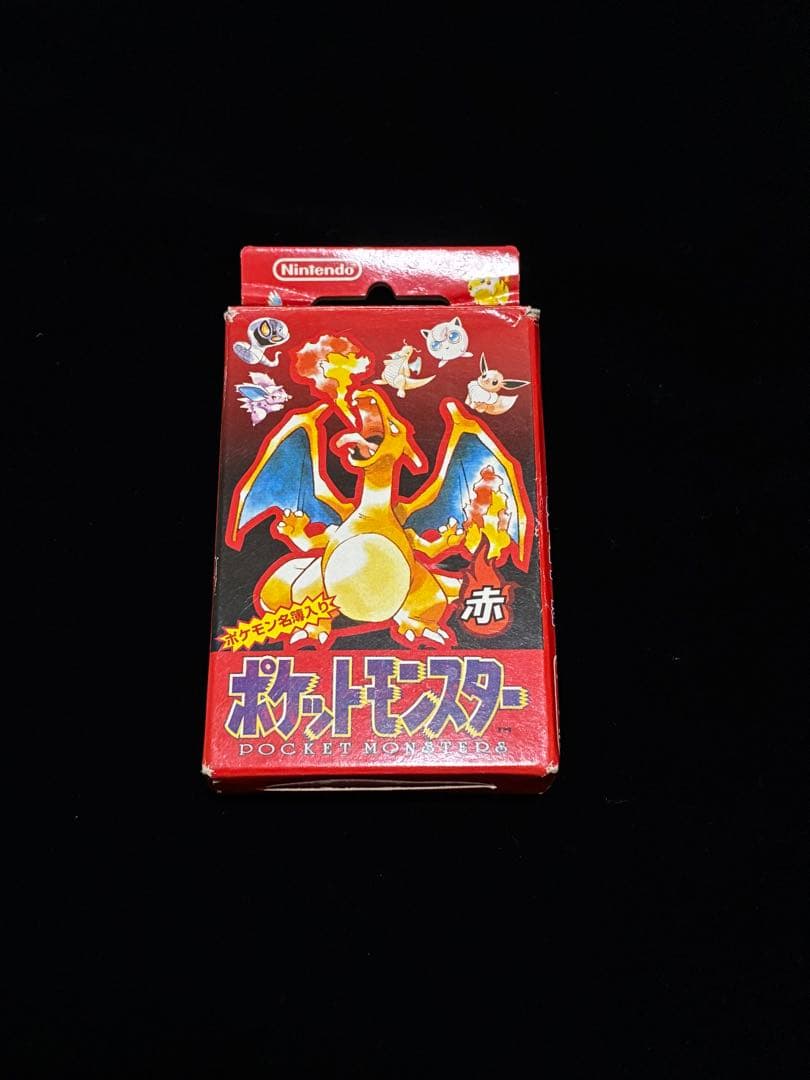 Nintendo
赤
ポケモン名簿入り
ポケットモンスター
TM
POCKET MONSTERS